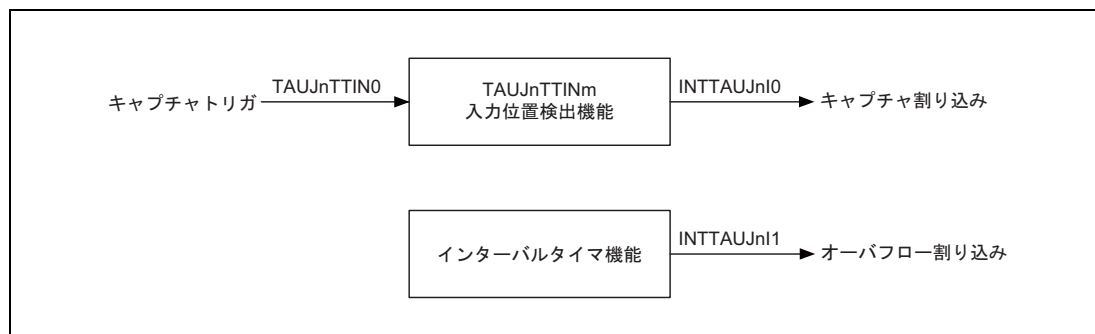 キャプチャトリガ
TAUJnTTIN0
TAUJnTTINm
入力位置検出機能
INTTAUJnI0
キャプチャ割り込み
インターバルタイマ機能
INTTAUJnI1
オーバフロー割り込み